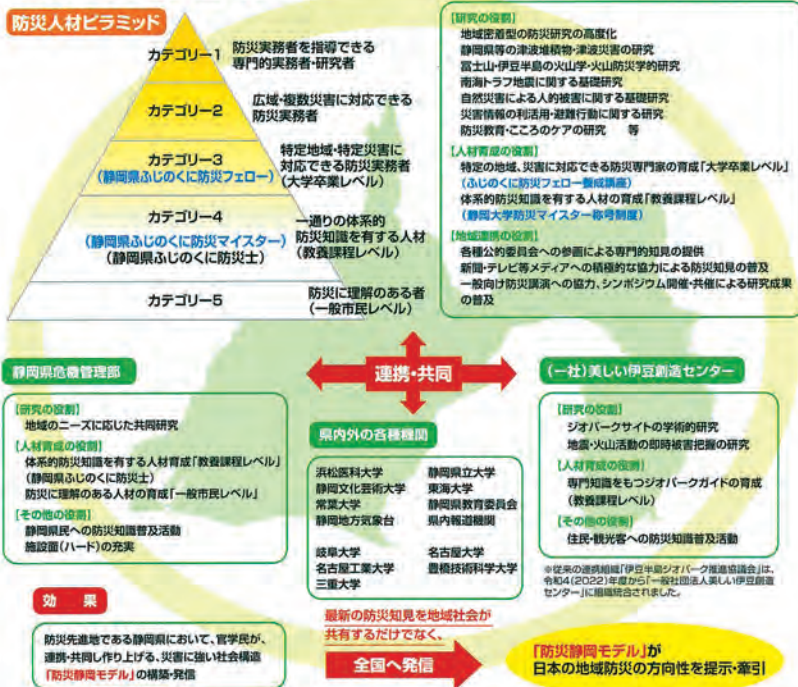 防災人材ピラミッド
カテゴリー1
防災実務者を指導できる
専門的実務者・研究者
カテゴリー2
広域・複数災害に対応できる
防災実務者
カテゴリー3
(静岡県ふじのくに防災フェロー)
特定地域・特定災害に
対応できる防災実務者
(大学卒業レベル)
カテゴリー4
(静岡県ふじのくに防災マイスター)
(静岡県ふじのくに防災士)
一通りの体系的
防災知識を有する人材
(教養課程レベル)
カテゴリー5
防災に理解のある者
(一般市民レベル)
【研究の役割】
地域密着型の防災研究の高度化
静岡県等の津波堆積物・津波災害の研究
富士山・伊豆半島の火山学・火山防災学的研究
南海トラフ地震に関する基礎研究
自然災害による人的被害に関する基礎研究
災害情報の利活用・避難行動に関する研究
防災教育・こころのケアの研究 等
【人材育成の役割】
特定の地域、災害に対応できる防災専門家の育成「大学卒業レベル」
(ふじのくに防災フェロー養成講座)
体系的防災知識を有する人材の育成「教養課程レベル」
(静岡大学防災マイスター称号制度)
【地域連携の役割】
各種公的委員会への参画による専門的知見の提供
新聞・テレビ等メディアへの積極的な協力による防災知見の普及
一般向け防災講演への協力、シンポジウム開催・共催による研究成果
の普及
連携・共同
静岡県危機管理部
【研究の役割】
地域のニーズに応じた共同研究
【人材育成の役割】
体系的防災知識を有する人材育成「教養課程レベル」
(静岡県ふじのくに防災士)
防災に理解のある人材の育成「一般市民レベル」
【その他の役割】
静岡県民への防災知識普及活動
施設面(ハード)の充実
県内外の各種機関
浜松医科大学 静岡県立大学
静岡文化芸術大学 東海大学
常葉大学 静岡県教育委員会
静岡地方気象台 県内報道機関
岐阜大学 名古屋大学
名古屋工業大学 豊橋技術科学大学
三重大学
(一社)美しい伊豆創造センター
【研究の役割】
ジオパークサイトの学術的研究
地震・火山活動の即時被害把握の研究
【人材育成の役割】
専門知識をもつジオパークガイドの育成
(教養課程レベル)
【その他の役割】
住民・観光客への防災知識普及活動
※従来の連携組織「伊豆半島ジオパーク推進協議会」は、
令和4(2022)年度から「一般社団法人美しい伊豆創造
センター」に組織統合されました。
効 果
防災先進地である静岡県において、官学民が、
連携・共同し作り上げる、災害に強い社会構造
「防災静岡モデル」の構築・発信
最新の防災知見を地域社会が
共有するだけでなく、
全国へ発信
「防災静岡モデル」が
日本の地域防災の方向性を提示・牽引